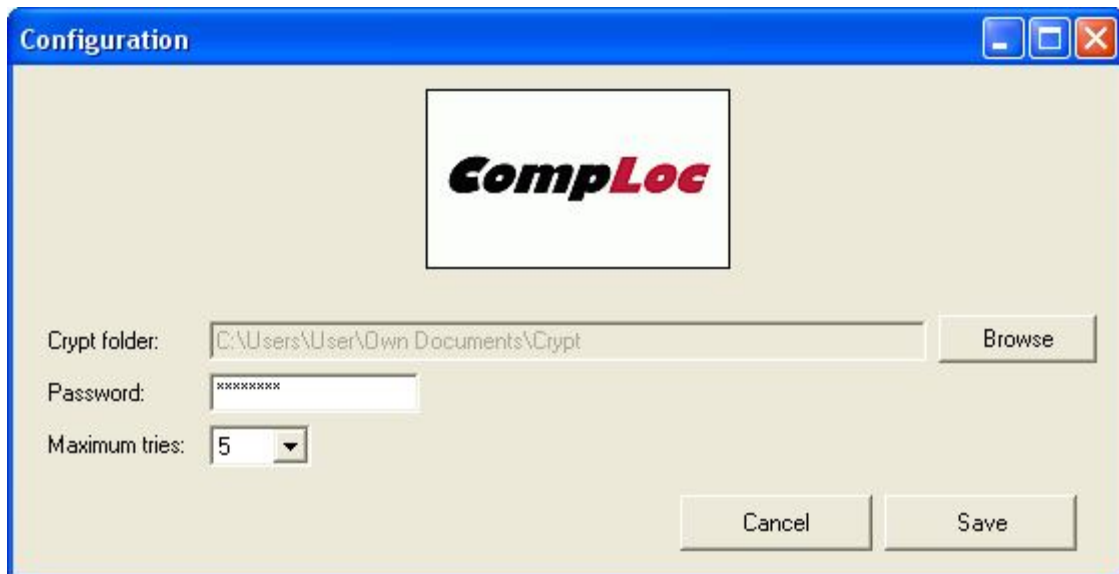 Configuration
CompLoc
Crypt folder: C:\Users\User\Own Documents\Crypt Browse
Password: ********
Maximum tries: 5
Cancel Save